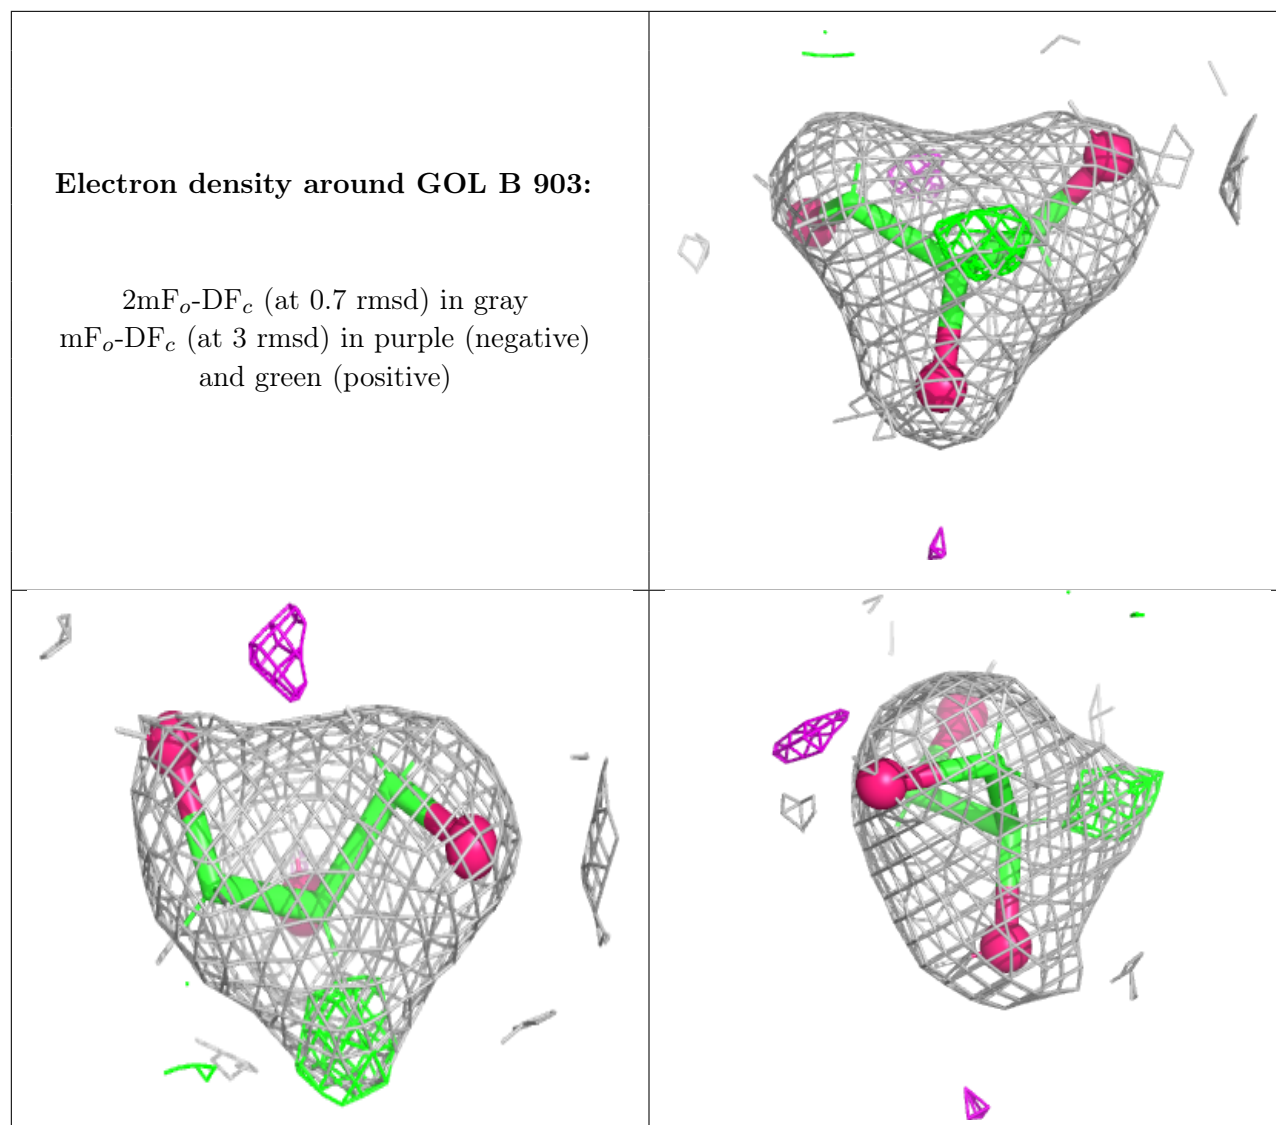 Electron density around GOL B 903:
2mFo-DFc (at 0.7 rmsd) in gray
mFo-DFc (at 3 rmsd) in purple (negative)
and green (positive)